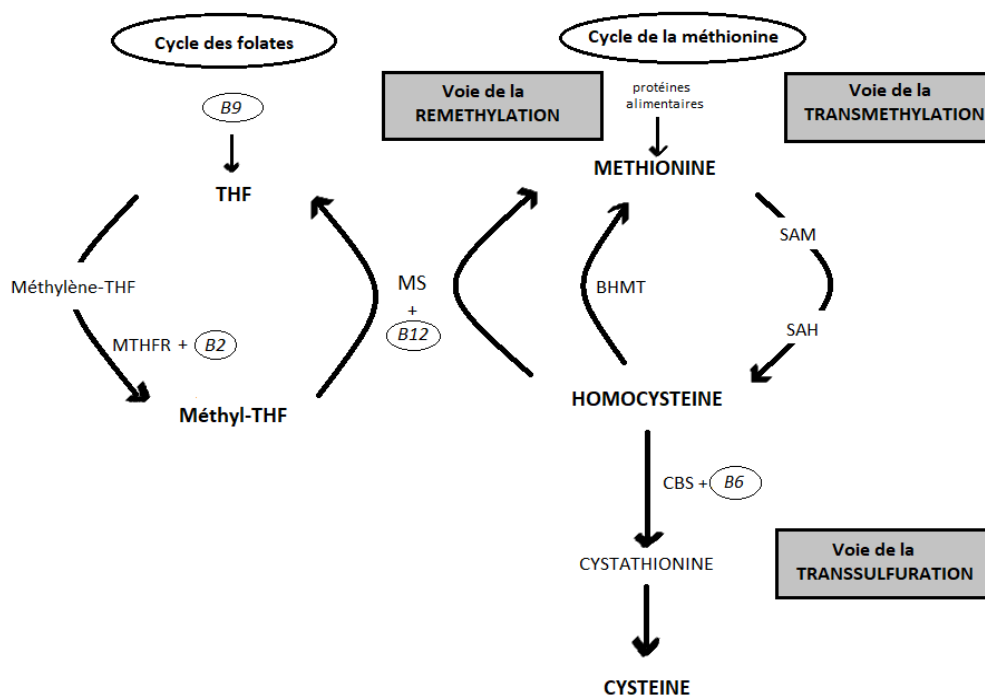 Cycle des folates
Cycle de la méthionine
B9
Voie de la
REMETHYLATION
protéines
alimentaires
Voie de la
TRANSMETHYLATION
THF
METHIONINE
SAM
Méthylène-THF
MS
+
B12
BHMT
MTHFR + B2
SAH
Méthyl-THF
HOMOCYSTEINE
CBS + B6
CYSTATHIONINE
Voie de la
TRANSSULFURATION
CYSTEINE